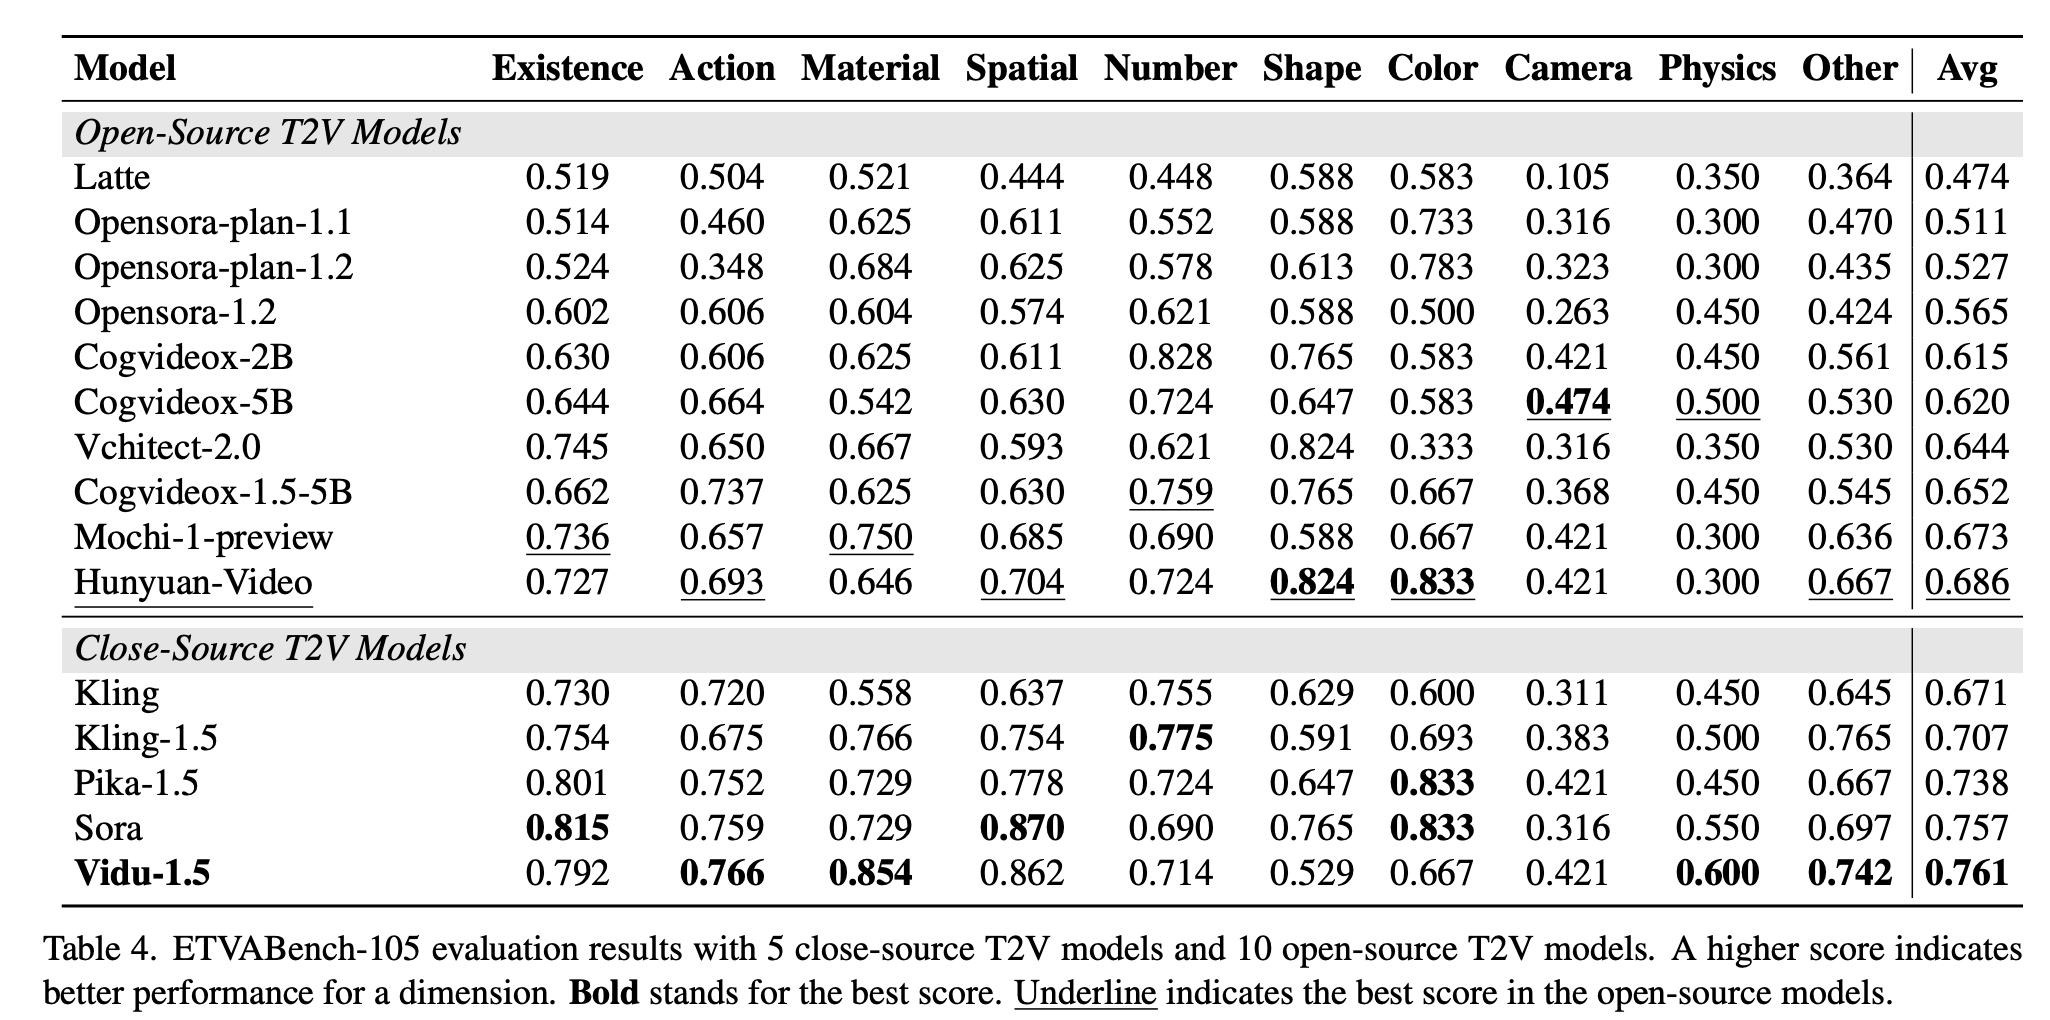 Model Existence Action Material Spatial Number Shape Color Camera Physics Other Avg
Open-Source T2V Models
Latte 0.519 0.504 0.521 0.444 0.448 0.588 0.583 0.105 0.350 0.364 0.474
Opensora-plan-1.1 0.514 0.460 0.625 0.611 0.552 0.588 0.733 0.316 0.300 0.470 0.511
Opensora-plan-1.2 0.524 0.348 0.684 0.625 0.578 0.613 0.783 0.323 0.300 0.435 0.527
Opensora-1.2 0.602 0.606 0.604 0.574 0.621 0.588 0.500 0.263 0.450 0.424 0.565
Cogvideox-2B 0.630 0.606 0.625 0.611 0.828 0.765 0.583 0.421 0.450 0.561 0.615
Cogvideox-5B 0.644 0.664 0.542 0.630 0.724 0.647 0.583 0.474 0.500 0.530 0.620
Vchitect-2.0 0.745 0.650 0.667 0.593 0.621 0.824 0.333 0.316 0.350 0.530 0.644
Cogvideox-1.5-5B 0.662 0.737 0.625 0.630 0.759 0.765 0.667 0.368 0.450 0.545 0.652
Mochi-1-preview 0.736 0.657 0.750 0.685 0.690 0.588 0.667 0.421 0.300 0.636 0.673
Hunyuan-Video 0.727 0.693 0.646 0.704 0.724 0.824 0.833 0.421 0.300 0.667 0.686
Close-Source T2V Models
Kling 0.730 0.720 0.558 0.637 0.755 0.629 0.600 0.311 0.450 0.645 0.671
Kling-1.5 0.754 0.675 0.766 0.754 0.775 0.591 0.693 0.383 0.500 0.765 0.707
Pika-1.5 0.801 0.752 0.729 0.778 0.724 0.647 0.833 0.421 0.450 0.667 0.738
Sora 0.815 0.759 0.729 0.870 0.690 0.765 0.833 0.316 0.550 0.697 0.757
Vidu-1.5 0.792 0.766 0.854 0.862 0.714 0.529 0.667 0.421 0.600 0.742 0.761
Table 4. ETVABench-105 evaluation results with 5 close-source T2V models and 10 open-source T2V models. A higher score indicates
better performance for a dimension. Bold stands for the best score. Underline indicates the best score in the open-source models.